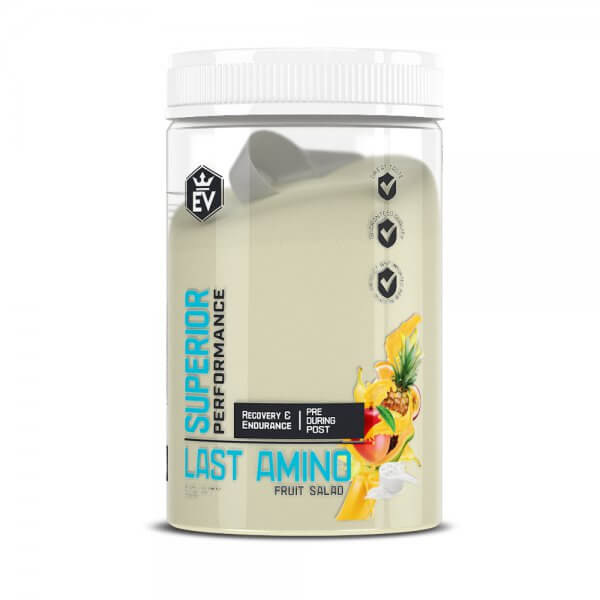 EV
SUPERIOR
PERFORMANCE
RECOVERY & ENDURANCE
PRE
DURING
POST
LAST AMINO
FRUIT SALAD